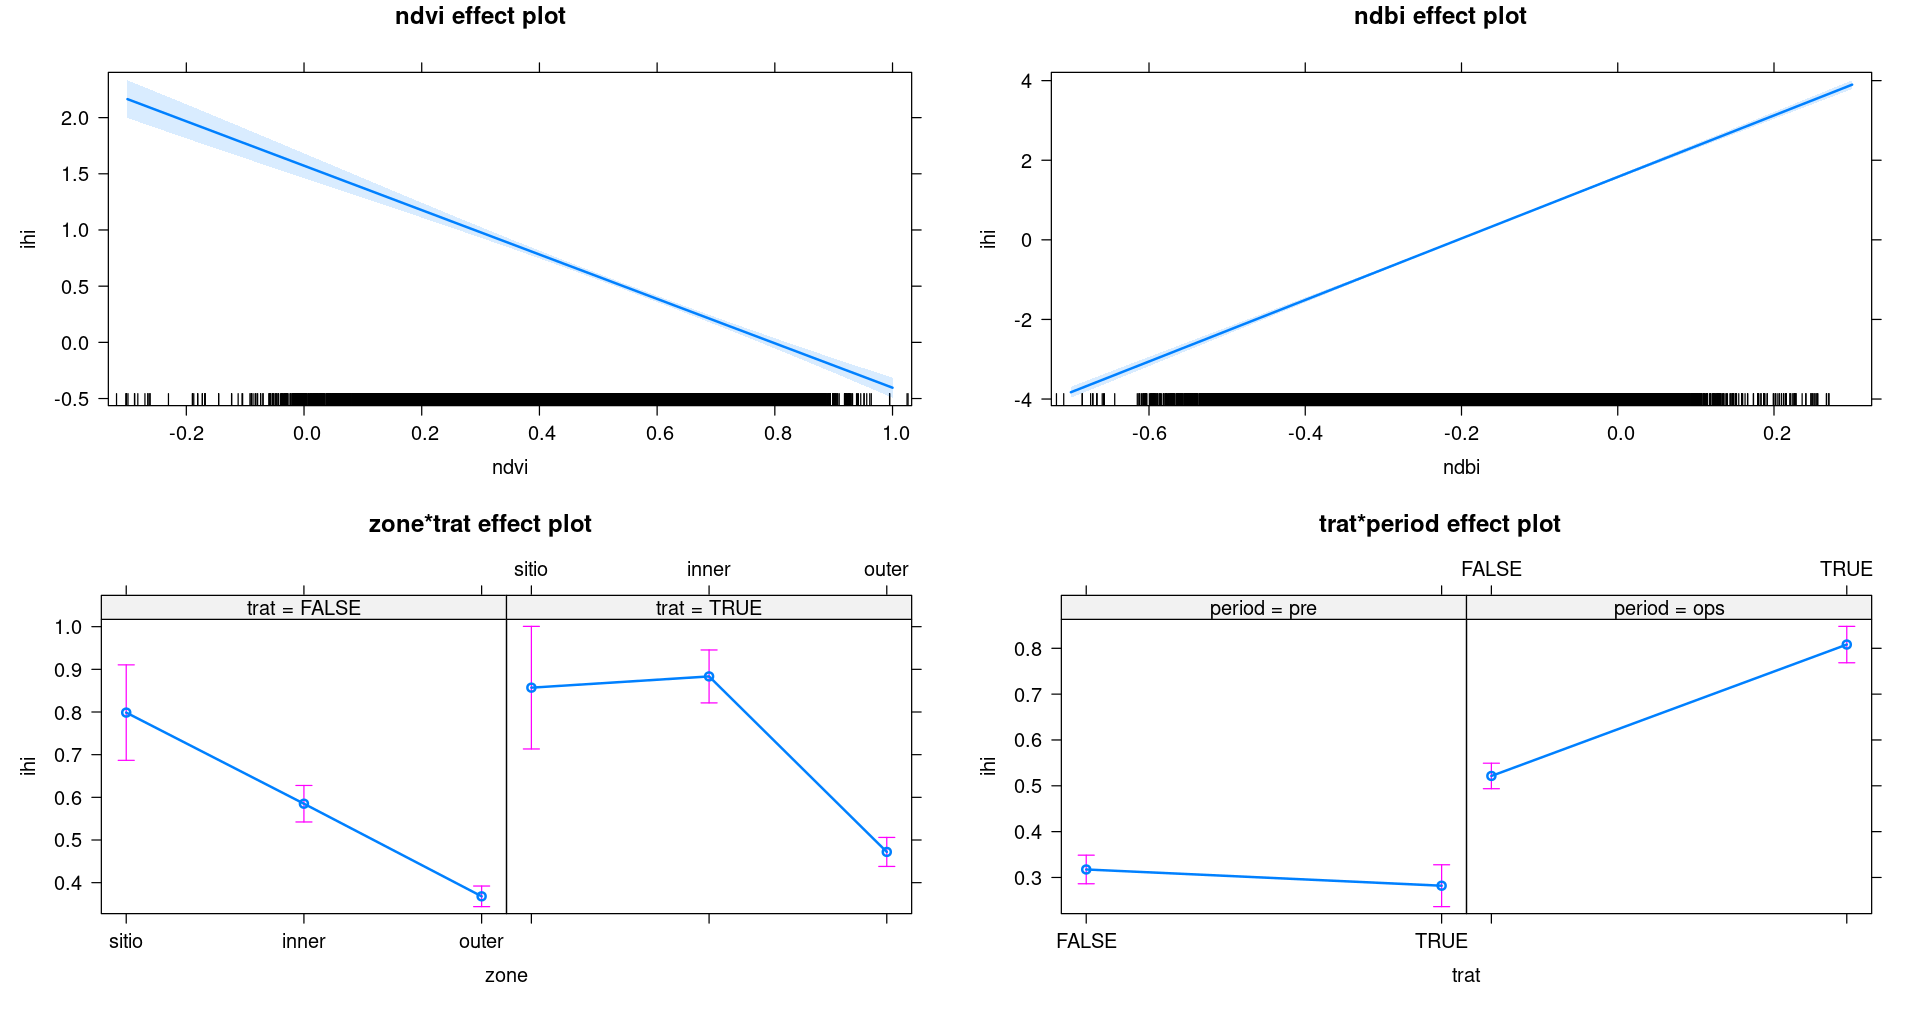 ndvi effect plot
2.0
1.5
1.0
0.5
0.0
-0.5
ihi
-0.2 0.0 0.2 0.4 0.6 0.8 1.0
ndvi
ndbi effect plot
4
2
0
-2
-4
ihi
-0.6 -0.4 -0.2 0.0 0.2
ndbi
zone*trat effect plot
sitio inner outer
trat = FALSE trat = TRUE
1.0
0.9
0.8
0.7
0.6
0.5
0.4
ihi
sitio inner outer
zone
trat*period effect plot
FALSE TRUE
period = pre period = ops
0.8
0.7
0.6
0.5
0.4
0.3
ihi
FALSE TRUE
trat